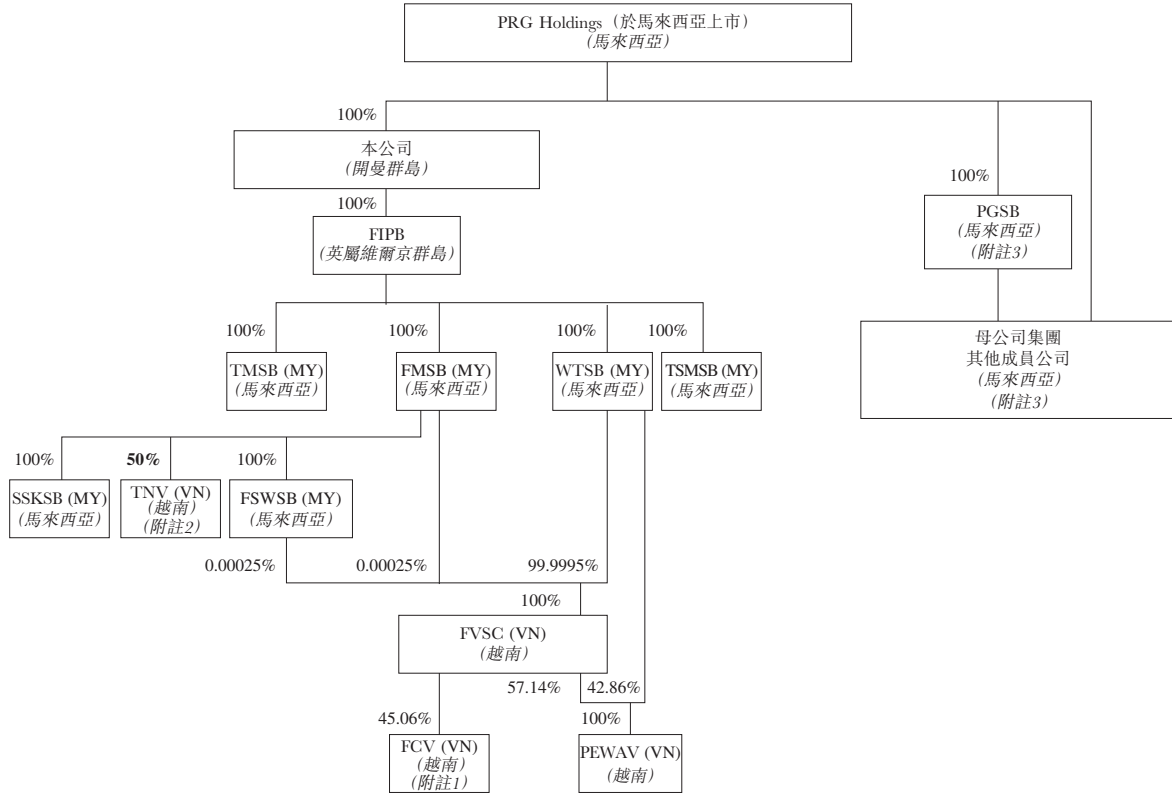 PRG Holdings（於馬來西亞上市）
（馬來西亞）
100%
本公司
（開曼群島）
100%
PGSB
（馬來西亞）
（附註3）
100%
FIPB
（英屬維爾京群島）
母公司集團
其他成員公司
（馬來西亞）
（附註3）
100%
100%
100%
100%
TMSB (MY)
（馬來西亞）
FMSB (MY)
（馬來西亞）
WTSB (MY)
（馬來西亞）
TSMSB (MY)
（馬來西亞）
100%
50%
100%
SSKSB (MY)
（馬來西亞）
TNV (VN)
（越南）
（附註2）
FSWSB (MY)
（馬來西亞）
0.00025%
0.00025%
99.9995%
100%
FVSC (VN)
（越南）
57.14%
42.86%
45.06%
100%
FCV (VN)
（越南）
（附註1）
PEWAV (VN)
（越南）